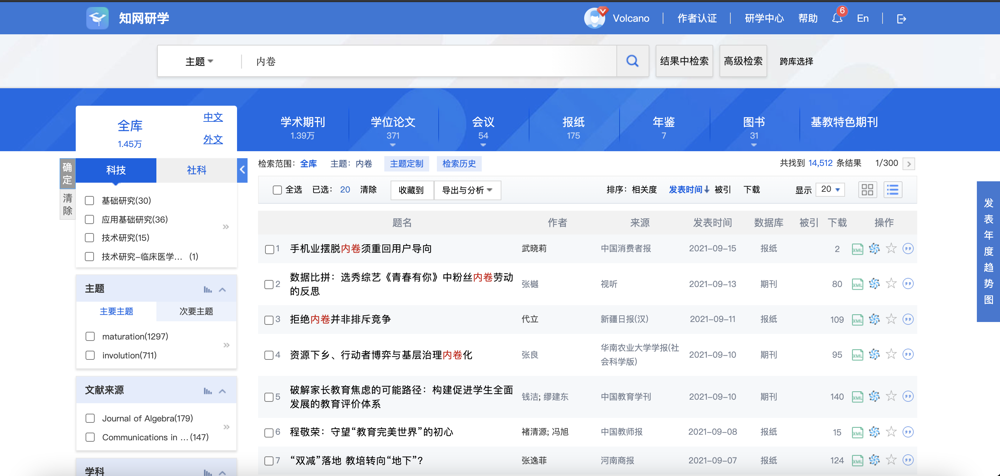 知网研学
Volcano | 作者认证 | 研学中心 帮助 6 En |
主题 内卷 结果中检索 高级检索 跨库选择
全库 1.45万 中文 外文
学术期刊 1.39万
学位论文 371
会议 54
报纸 175
年鉴 7
图书 31
基教特色期刊
确定
清除
科技 社科
基础研究(30)
应用基础研究(36)
技术研究(15)
技术研究-临床医学... (1)
主题
主要主题 次要主题
maturation(1297)
involution(711)
文献来源
Journal of Algebra(179)
Communications in ...(147)
学科
检索范围：全库 主题：内卷 主题定制 检索历史 共找到 14,512 条结果 1/300
全选 已选：20 清除 收藏到 导出与分析 排序：相关度 发表时间↓ 被引 下载 显示 20
题名 作者 来源 发表时间 数据库 被引 下载 操作
1 手机业摆脱内卷须重回用户导向 武晓莉 中国消费者报 2021-09-15 报纸 2 XML
2 数据比拼：选秀综艺《青春有你》中粉丝内卷劳动
的反思 张樾 视听 2021-09-13 期刊 80 XML
3 拒绝内卷并非排斥竞争 代立 新疆日报(汉) 2021-09-11 报纸 109 XML
4 资源下乡、行动者博弈与基层治理内卷化 张良 华南农业大学学报(社
会科学版) 2021-09-10 期刊 95 XML
5 破解家长教育焦虑的可能路径：构建促进学生全面
发展的教育评价体系 钱洁; 缪建东 中国教育学刊 2021-09-10 期刊 140 XML
6 程敬荣：守望“教育完美世界”的初心 褚清源; 冯旭 中国教师报 2021-09-08 报纸 15 XML
7 “双减”落地 教培转向“地下”？ 张逸菲 河南商报 2021-09-07 报纸 124 XML
发表年度趋势图